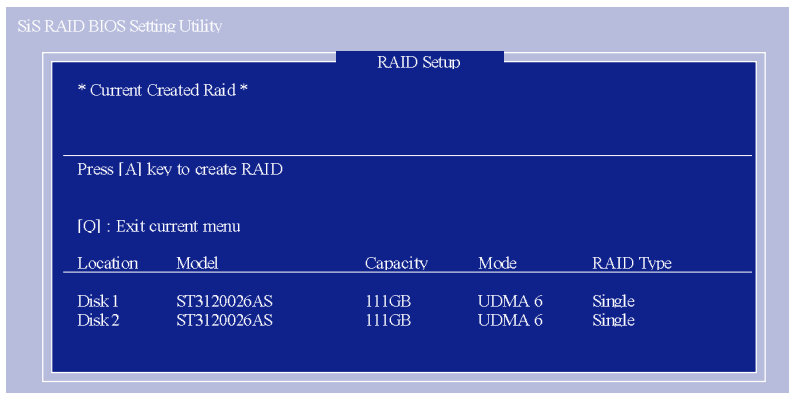 SiS RAID BIOS Setting Utility
RAID Setup
* Current Created Raid *
Press [A] key to create RAID
[Q] : Exit current menu
Location Model Capacity Mode RAID Type
Disk 1 ST3120026AS 111GB UDMA 6 Single
Disk 2 ST3120026AS 111GB UDMA 6 Single